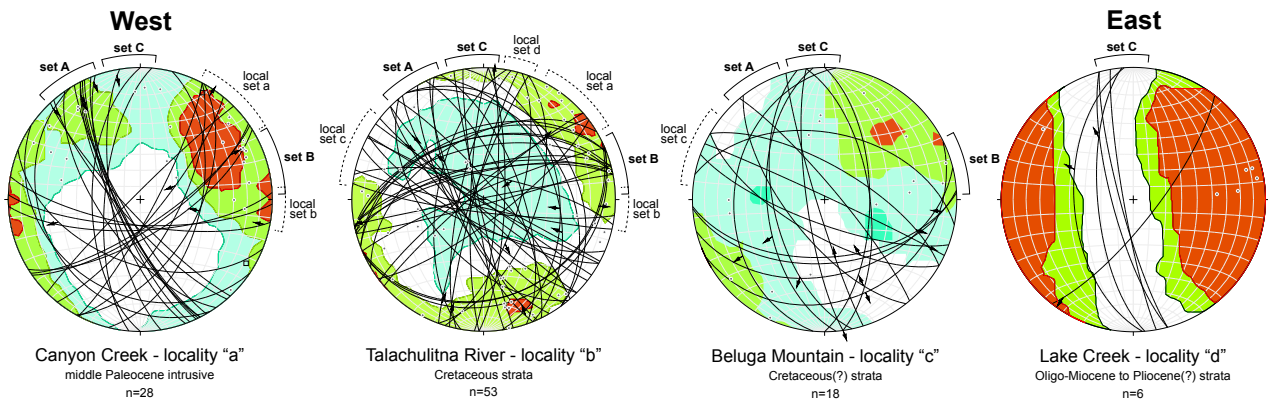 West
East
set A
set C
local
set a
set B
local
set b
Canyon Creek - locality “a”
middle Paleocene intrusive
n=28
local
set c
set A
set C
local
set d
local
set a
set B
local
set b
Talachulitna River - locality “b”
Cretaceous strata
n=53
local
set c
set A
set C
set B
Beluga Mountain - locality “c”
Cretaceous(?) strata
n=18
set C
Lake Creek - locality “d”
Oligo-Miocene to Pliocene(?) strata
n=6